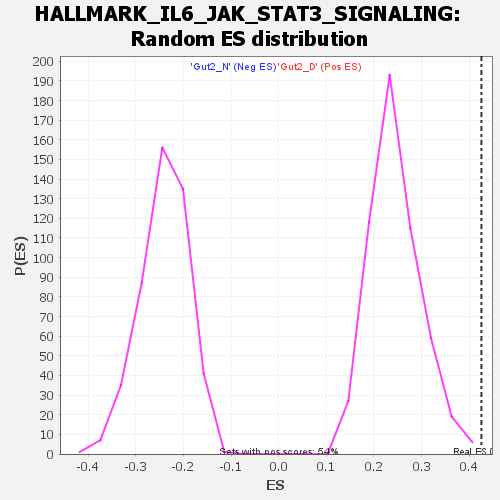 HALLMARK_IL6_JAK_STAT3_SIGNALING:
Random ES distribution
'Gut2_N' (Neg ES) 'Gut2_D' (Pos ES)
200
190
180
170
160
150
140
130
120
110
100
90
80
70
60
50
40
30
20
10
0
P(ES)
Sets with pos scores: 54%
Real ES
-0.4 -0.3 -0.2 -0.1 0.0 0.1 0.2 0.3 0.4
ES